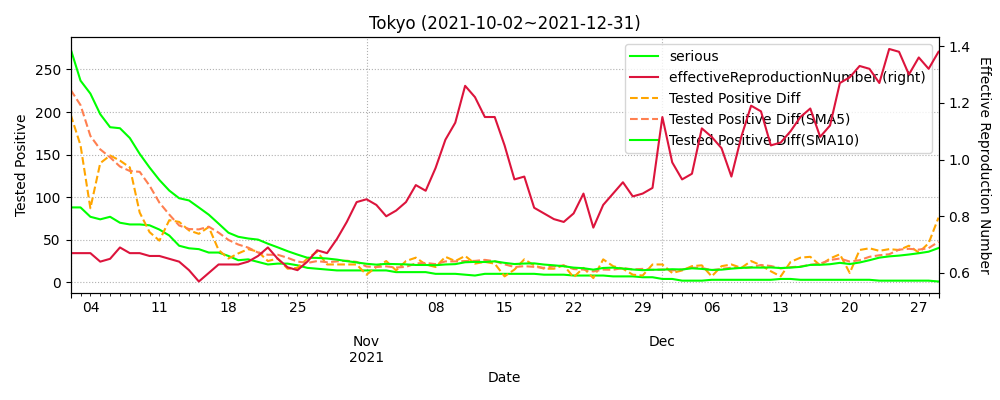 Tokyo (2021-10-02~2021-12-31)
serious
effectiveReproductionNumber (right)
Tested Positive Diff
Tested Positive Diff(SMA5)
Tested Positive Diff(SMA10)
Tested Positive
250
200
150
100
50
0
1.4
1.2
1.0
0.8
0.6
Effective Reproduction Number
04 11 18 25 08 15 22 29 06 13 20 27
Nov Dec
2021
Date